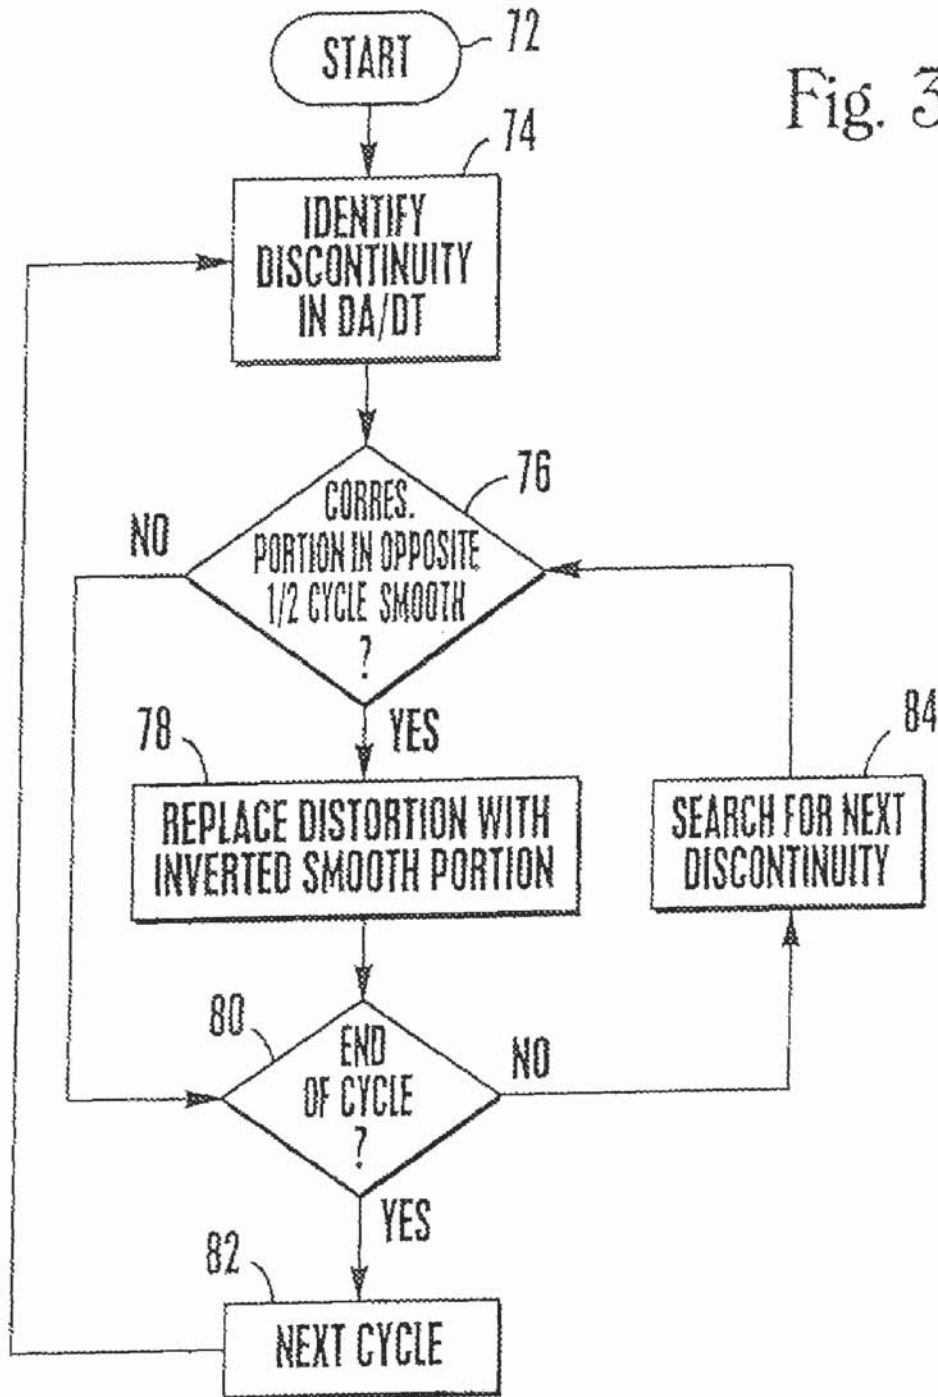 START
72
Fig. 3
74
IDENTIFY
DISCONTINUITY
IN DA/DT
76
CORRES.
PORTION IN OPPOSITE
1/2 CYCLE SMOOTH
?
NO
YES
78
REPLACE DISTORTION WITH
INVERTED SMOOTH PORTION
84
SEARCH FOR NEXT
DISCONTINUITY
80
END
OF CYCLE
?
NO
YES
82
NEXT CYCLE